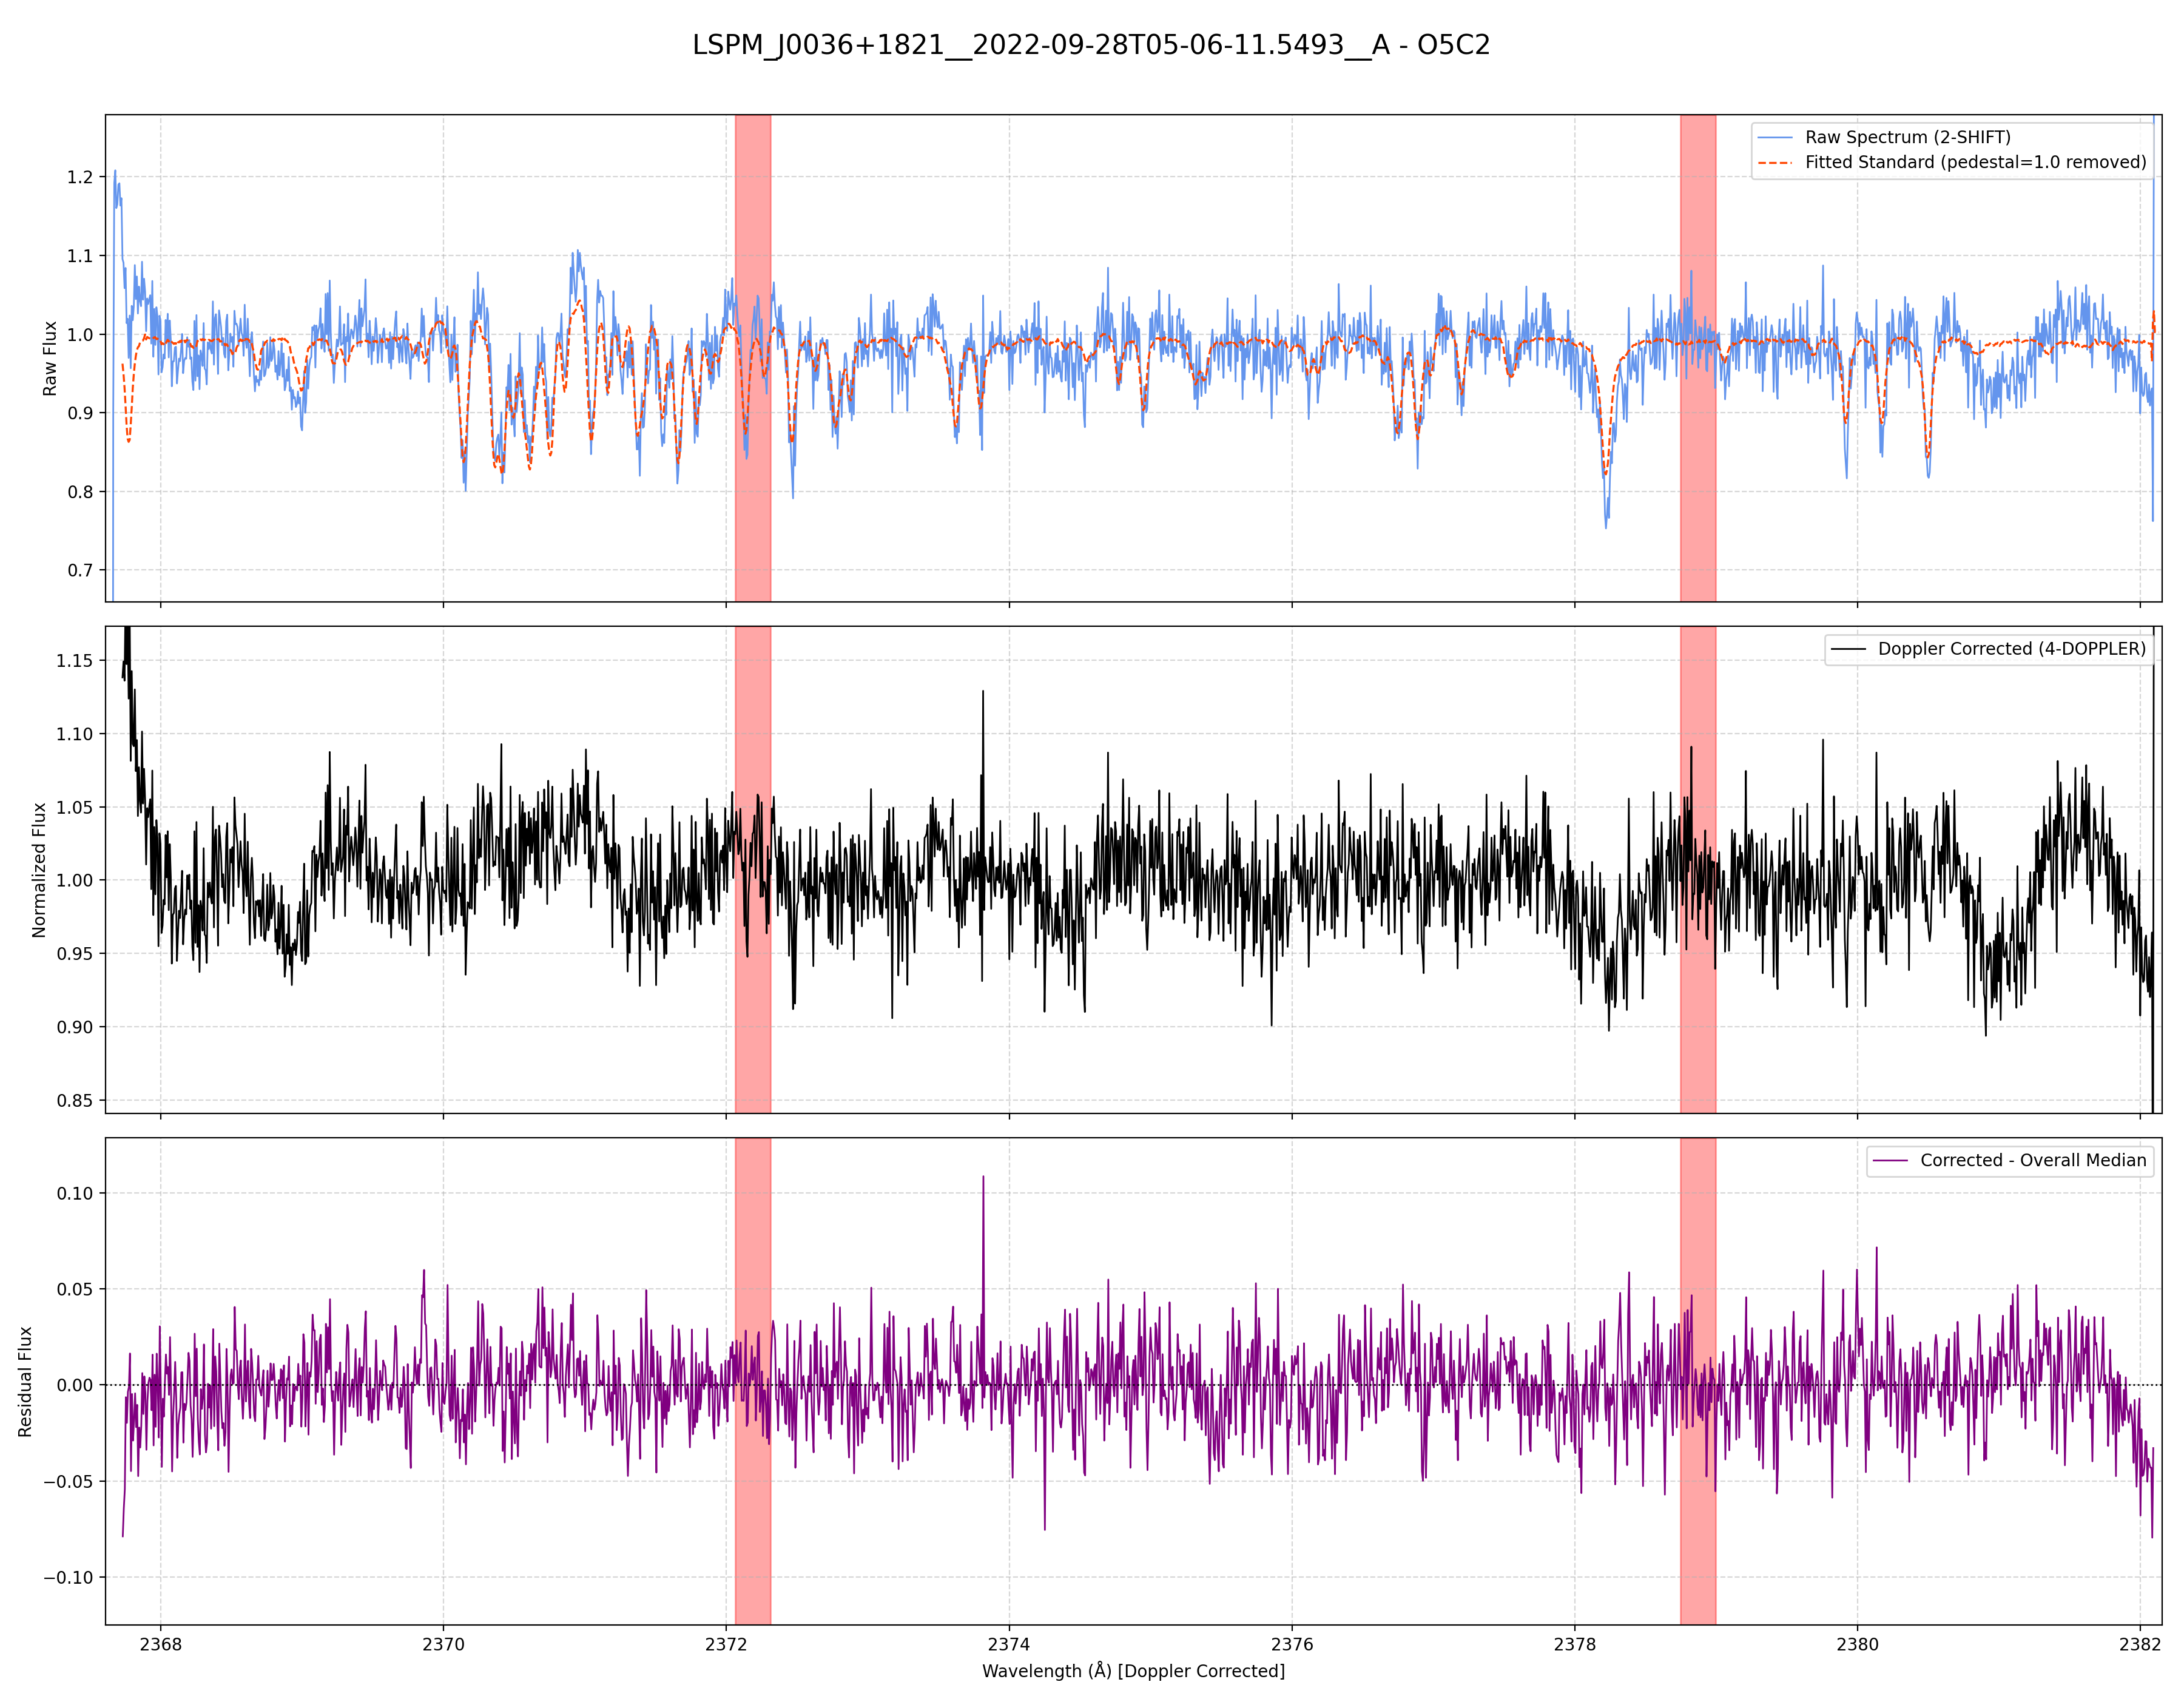 LSPM_J0036+1821__2022-09-28T05-06-11.5493__A - O5C2
Raw Spectrum (2-SHIFT)
Fitted Standard (pedestal=1.0 removed)
Raw Flux
1.2
1.1
1.0
0.9
0.8
0.7
Doppler Corrected (4-DOPPLER)
Normalized Flux
1.15
1.10
1.05
1.00
0.95
0.90
0.85
Corrected - Overall Median
Residual Flux
0.10
0.05
0.00
−0.05
−0.10
2368 2370 2372 2374 2376 2378 2380 2382
Wavelength (Å) [Doppler Corrected]